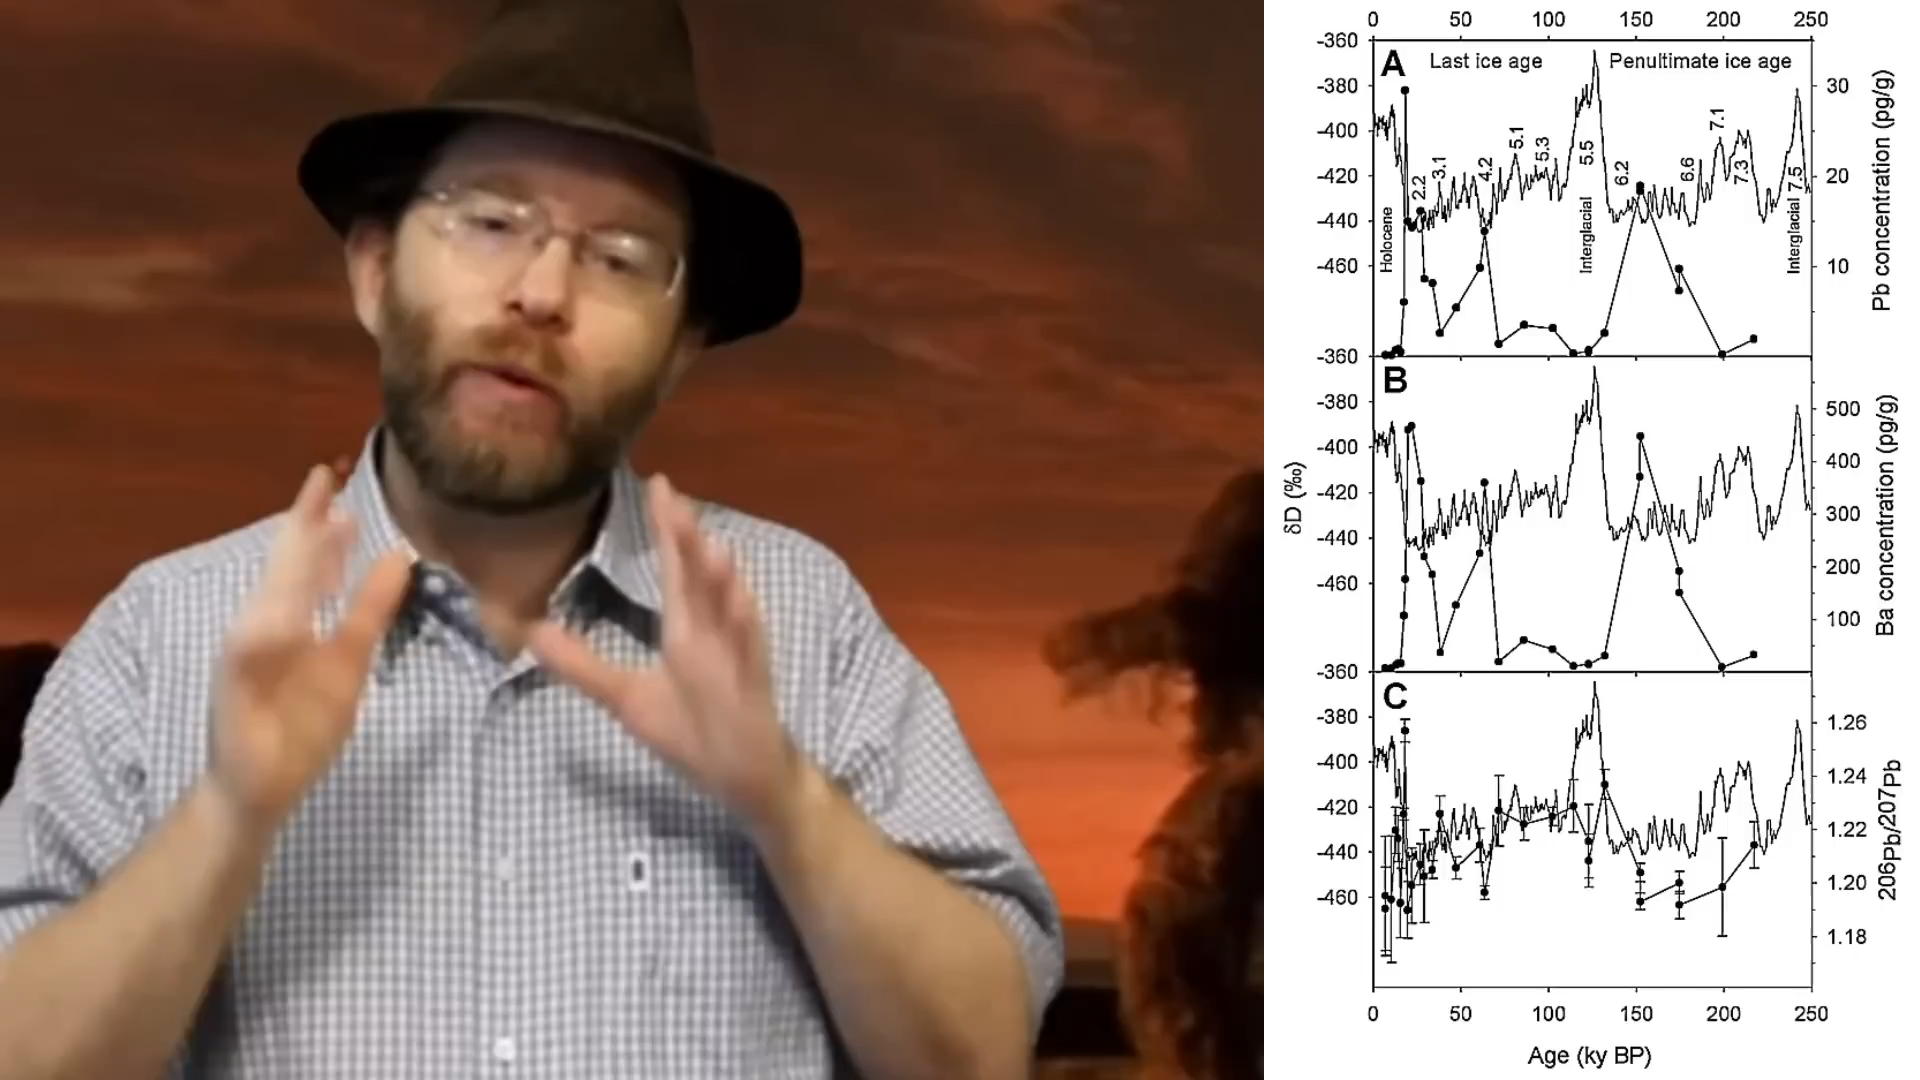 0 50 100 150 200 250
A
Last ice age
Penultimate ice age
-360
-380
-400
-420
-440
-460
30
20
10
Pb concentration (pg/g)
Holocene
2.2
3.1
4.2
5.1
5.3
5.5
Interglacial
6.2
6.6
7.1
7.3
7.5
Interglacial
B
-360
-380
-400
-420
-440
-460
δD (‰)
500
400
300
200
100
Ba concentration (pg/g)
C
-360
-380
-400
-420
-440
-460
1.26
1.24
1.22
1.20
1.18
206Pb/207Pb
0 50 100 150 200 250
Age (ky BP)